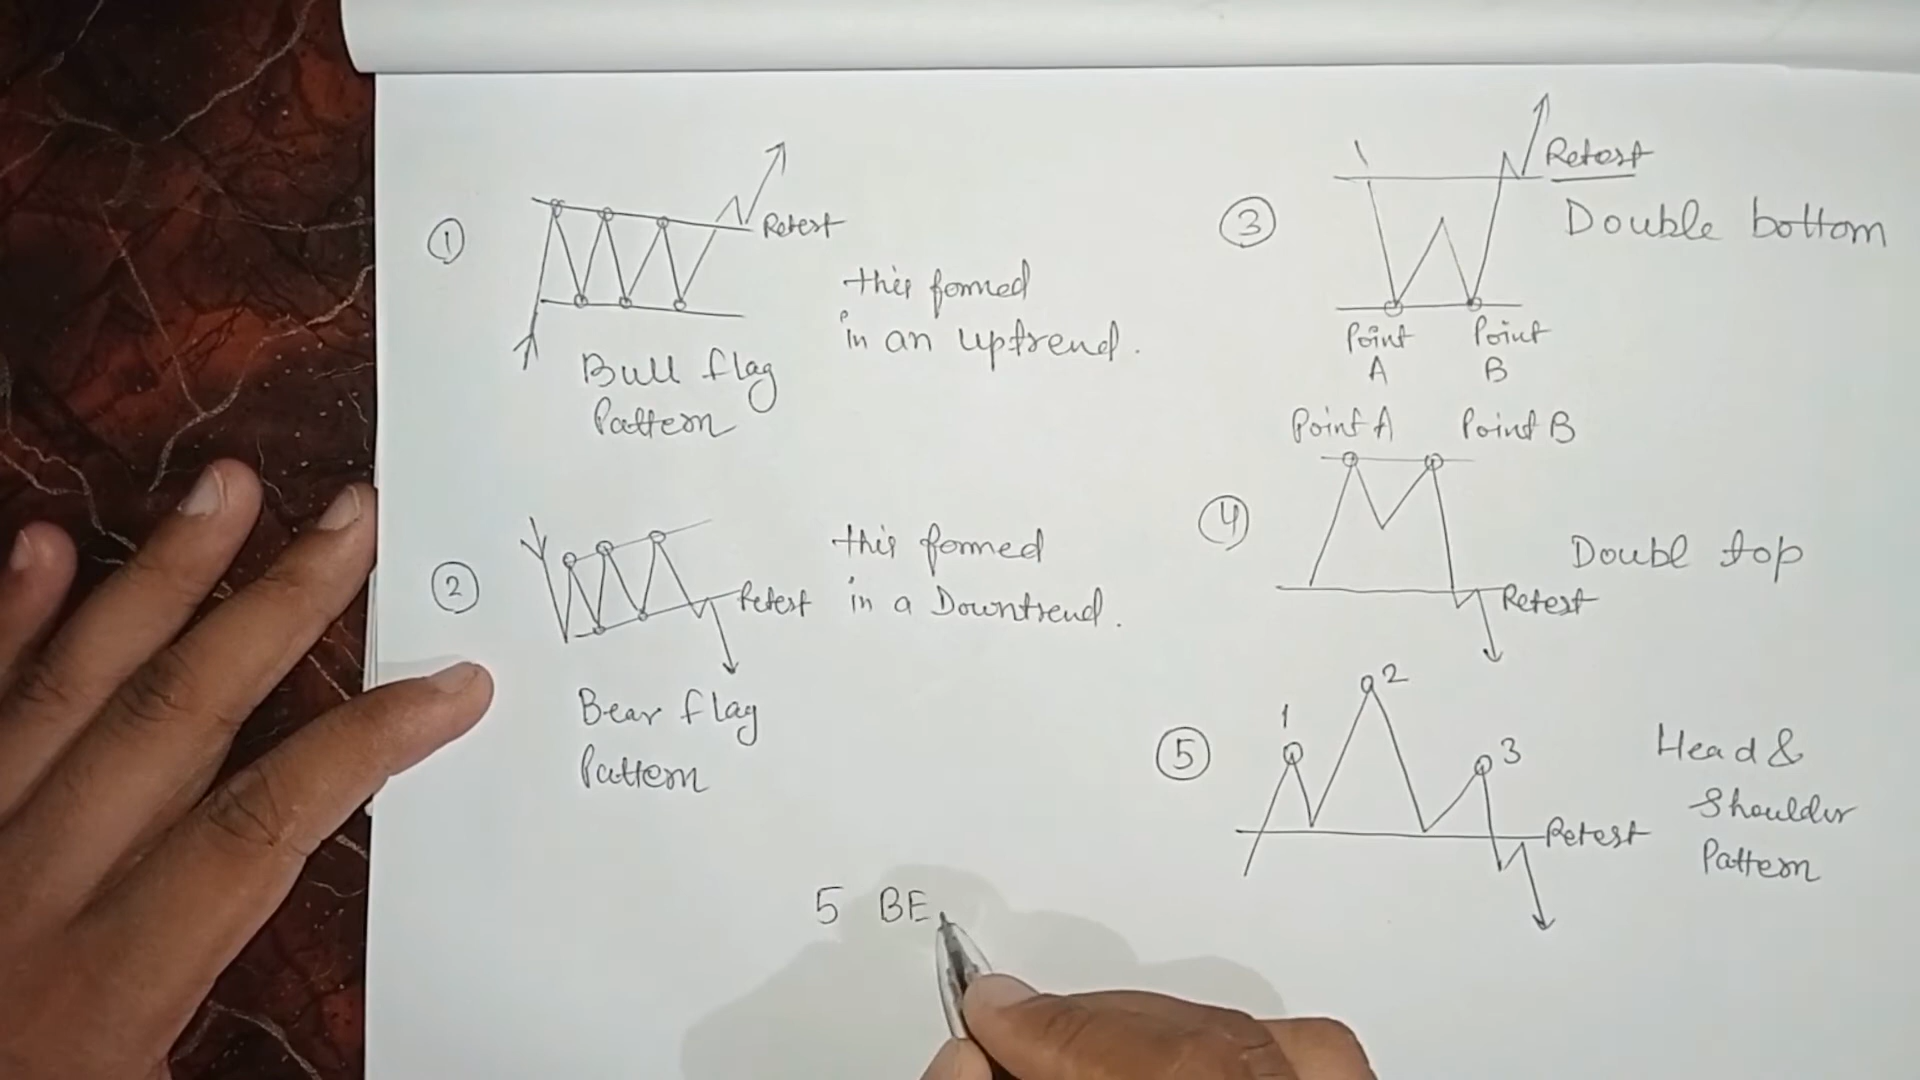 1
Retest
this formed
in an uptrend.
Bull flag
Pattern
2
Retest
this formed
in a Downtrend.
Bear flag
Pattern
3
Retest
Double bottom
Point
A
Point
B
Point A
Point B
4
Doubl top
Retest
5
1
2
3
Retest
Head &
Shoulder
Pattern
5 BE